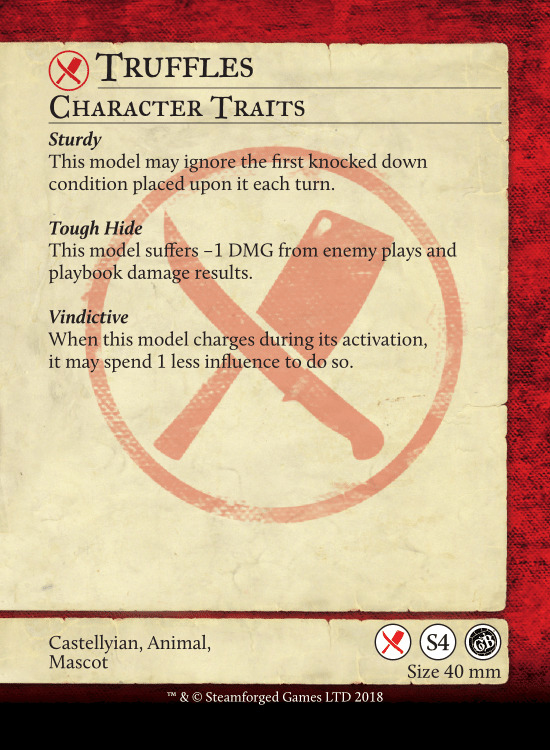 Truffles
Character Traits
Sturdy
This model may ignore the first knocked down
condition placed upon it each turn.
Tough Hide
This model suffers –1 DMG from enemy plays and
playbook damage results.
Vindictive
When this model charges during its activation,
it may spend 1 less influence to do so.
Castellyian, Animal,
Mascot
S4
GB
Size 40 mm
™ & © Steamforged Games LTD 2018